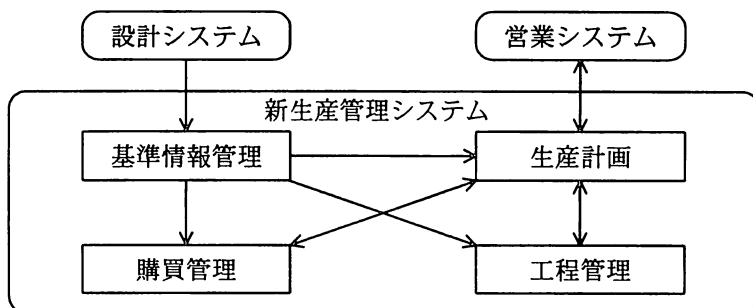 設計システム
営業システム
新生産管理システム
基準情報管理
生産計画
購買管理
工程管理